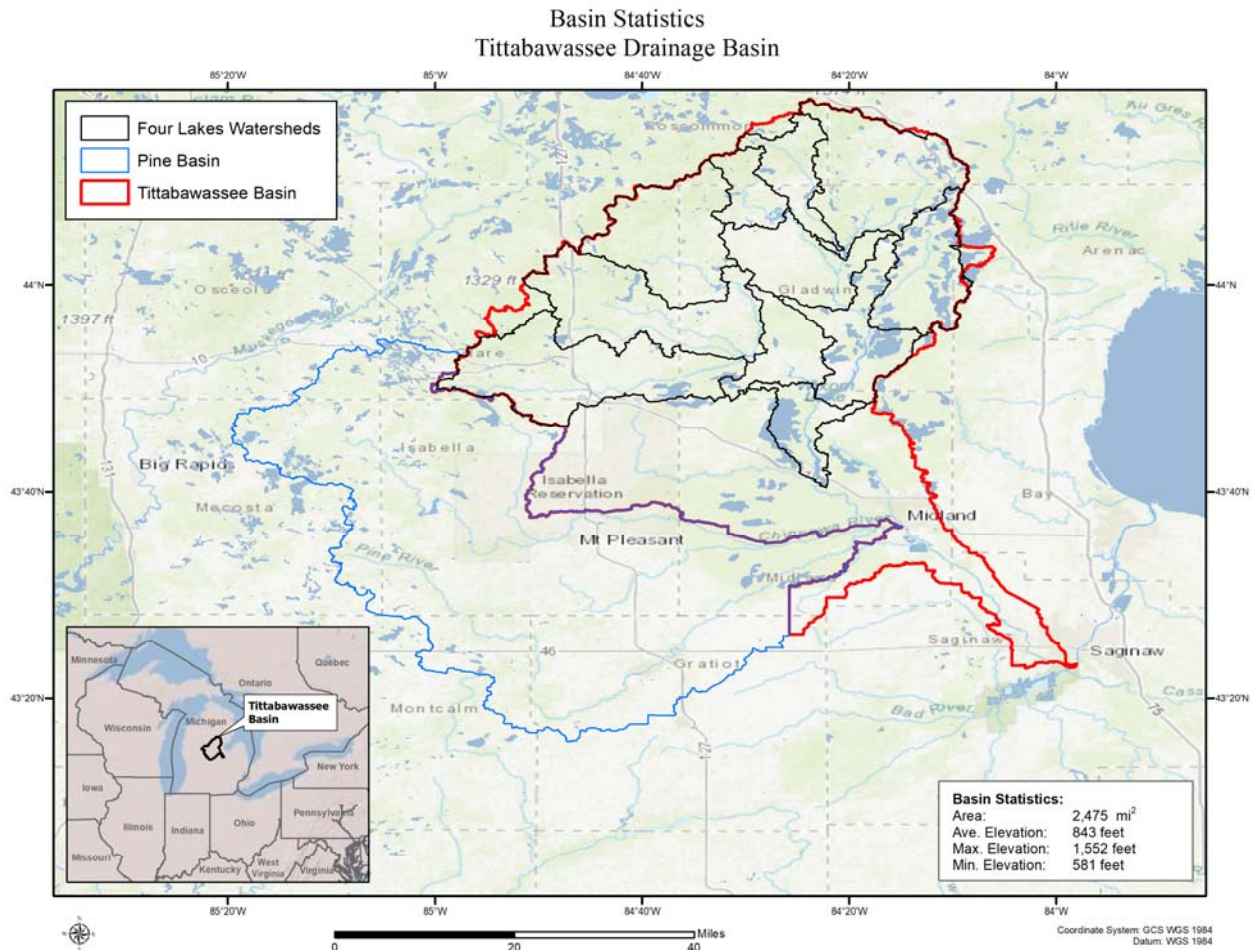 Basin Statistics
Tittabawassee Drainage Basin
85°20'W 85°W 84°40'W 84°20'W 84°W
Four Lakes Watersheds
Pine Basin
Tittabawassee Basin
Roscommon
Au Gres
127
Rifle River
Arenac
44°N 44°N
1329 ft
Osceola
Gladwin
1397 ft
10
Muskegon River
Isabella
Big Rapids
131
43°40'N 43°40'N
Isabella
Reservation
Bay
Mecosta
Midland
Chippewa River
Mt Pleasant
Pine River
46
Saginaw
Saginaw
Gratiot
43°20'N 43°20'N
Montcalm
Bad River
Cass
75
127
Minnesota
Quebec
Ontario
Tittabawassee
Basin
Michigan
Wisconsin
New York
Iowa
Pennsylvania
Illinois
Indiana
Ohio
Missouri
West
Virginia
Kentucky
Virginia
Basin Statistics:
Area: 2,475 mi²
Ave. Elevation: 843 feet
Max. Elevation: 1,552 feet
Min. Elevation: 581 feet
85°20'W 85°W 84°40'W 84°20'W 84°W
Miles
0 20 40
Coordinate System: GCS WGS 1984
Datum: WGS 1984